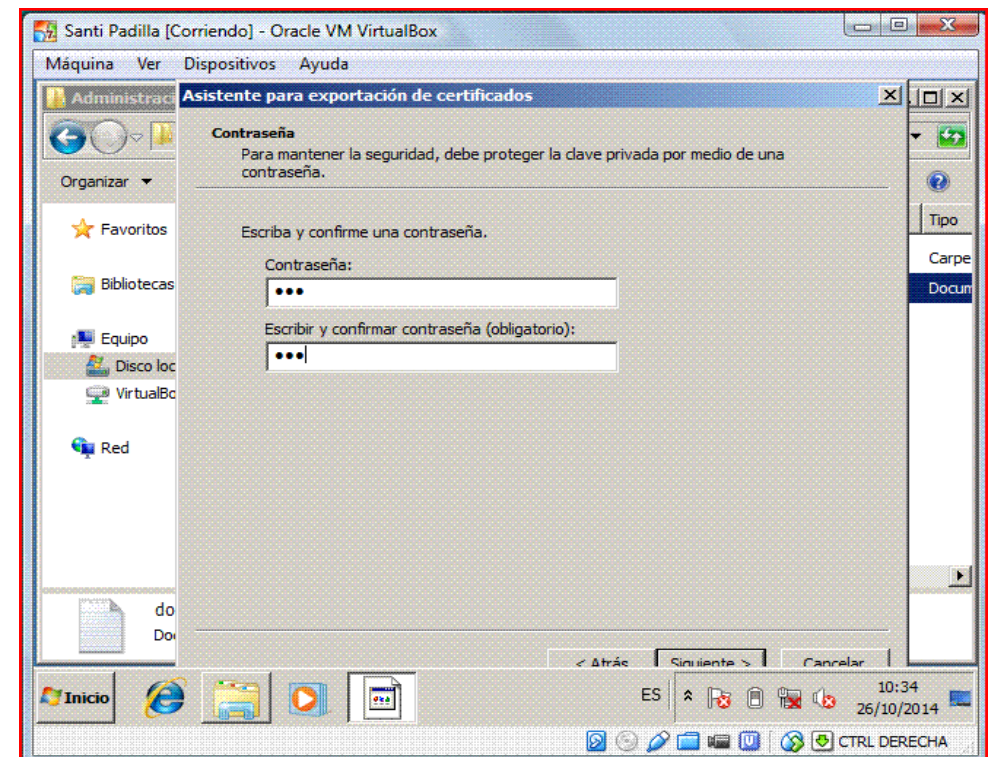 Santi Padilla [Corriendo] - Oracle VM VirtualBox
Máquina Ver Dispositivos Ayuda
Administrac
Asistente para exportación de certificados
Contraseña
Para mantener la seguridad, debe proteger la clave privada por medio de una
contraseña.
Organizar
Tipo
Favoritos
Escriba y confirme una contraseña.
Carpe
Contraseña:
Bibliotecas
Docum
Escribir y confirmar contraseña (obligatorio):
Equipo
Disco loc
VirtualBo
Red
do
Do
< Atrás Siguiente > Cancelar
Inicio
ES
10:34
26/10/2014
CTRL DERECHA